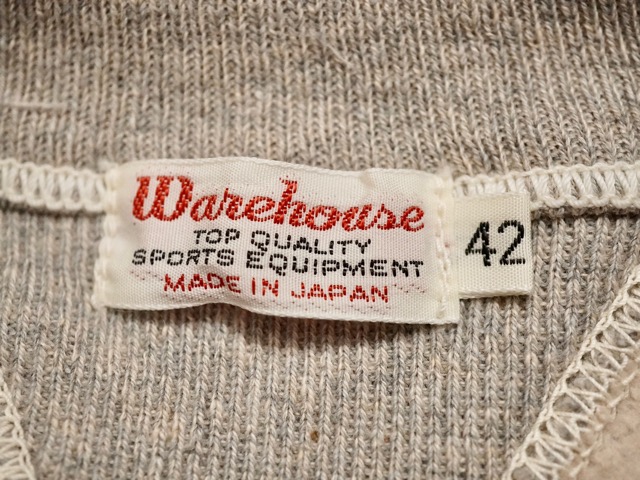 Warehouse
TOP QUALITY
SPORTS EQUIPMENT
MADE IN JAPAN
42